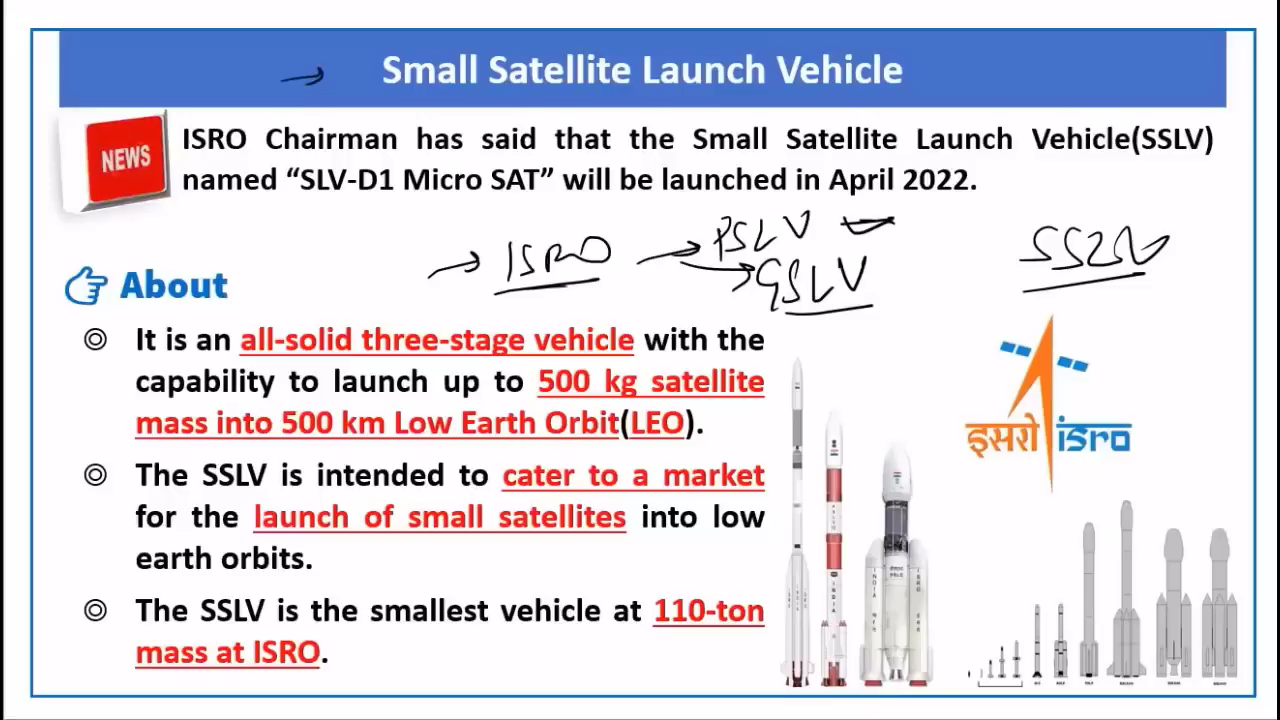 Small Satellite Launch Vehicle
NEWS
ISRO Chairman has said that the Small Satellite Launch Vehicle(SSLV)
named “SLV-D1 Micro SAT” will be launched in April 2022.
→ ISRO → PSLV
→ GSLV
SSLV
About
◎ It is an all-solid three-stage vehicle with the
capability to launch up to 500 kg satellite
mass into 500 km Low Earth Orbit(LEO).
◎ The SSLV is intended to cater to a market
for the launch of small satellites into low
earth orbits.
◎ The SSLV is the smallest vehicle at 110-ton
mass at ISRO.
इसरो isro
INDIA
INDIA